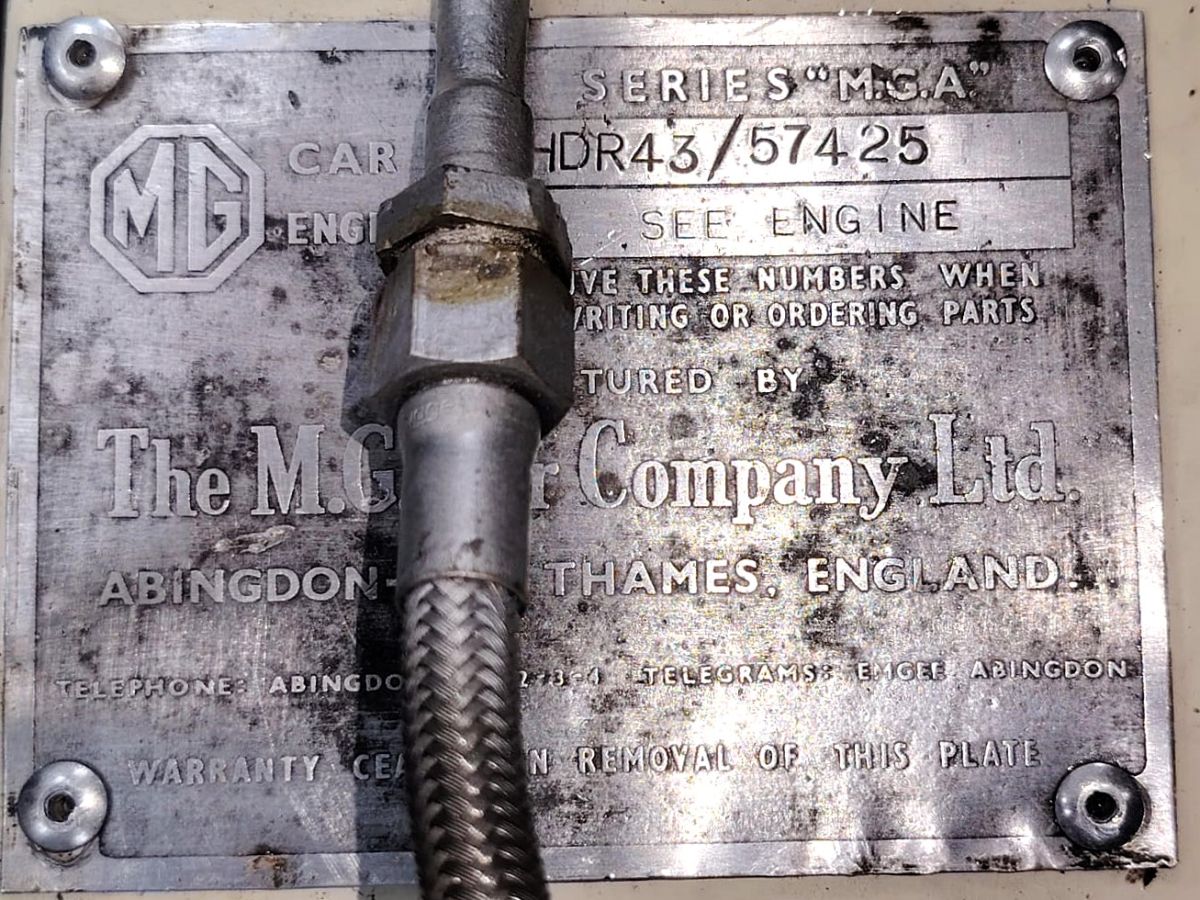 SERIES "M.G.A"
MG
CAR HDR43/57425
ENGI SEE ENGINE
VE THESE NUMBERS WHEN
WRITING OR ORDERING PARTS
TURED BY
The M.G r Company Ltd.
ABINGDON- THAMES, ENGLAND.
TELEPHONE: ABINGDO 2-3-4 TELEGRAMS: EMGEE ABINGDON
WARRANTY CEA N REMOVAL OF THIS PLATE